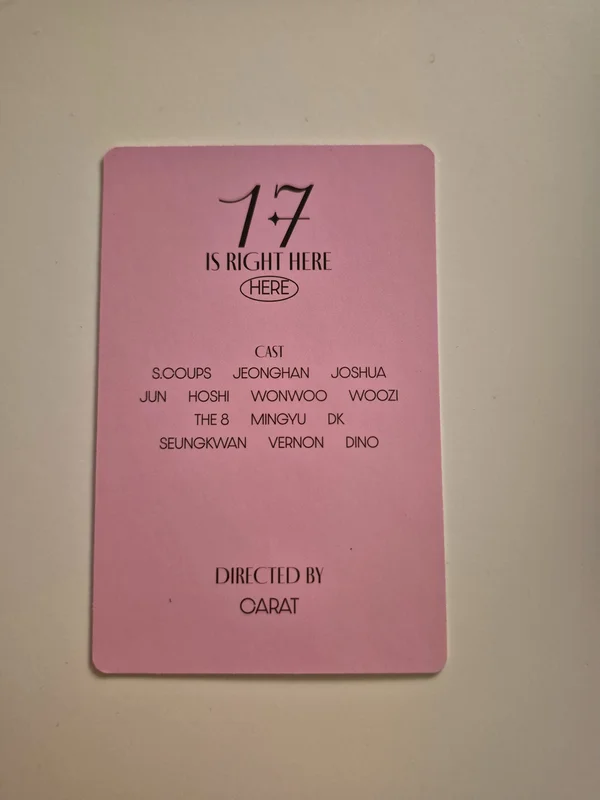 17
IS RIGHT HERE
HERE
CAST
S.COUPS JEONGHAN JOSHUA
JUN HOSHI WONWOO WOOZI
THE 8 MINGYU DK
SEUNGKWAN VERNON DINO
DIRECTED BY
CARAT